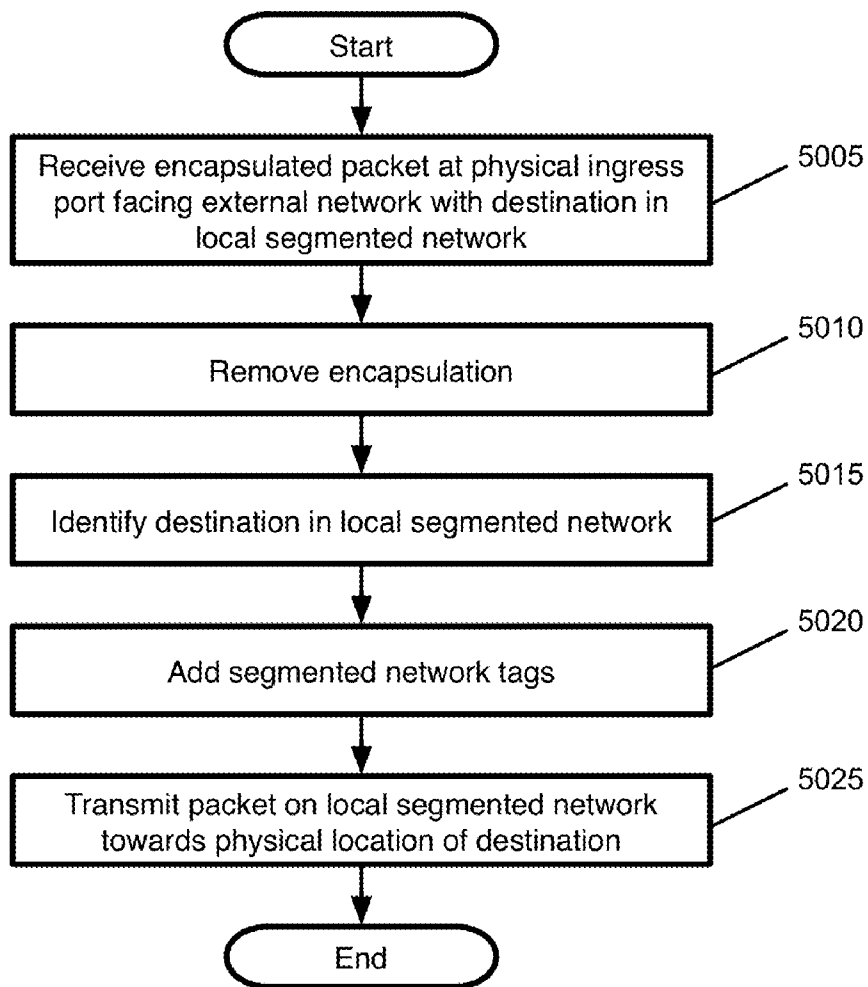 Start
Receive encapsulated packet at physical ingress
port facing external network with destination in
local segmented network
5005
Remove encapsulation
5010
Identify destination in local segmented network
5015
Add segmented network tags
5020
Transmit packet on local segmented network
towards physical location of destination
5025
End